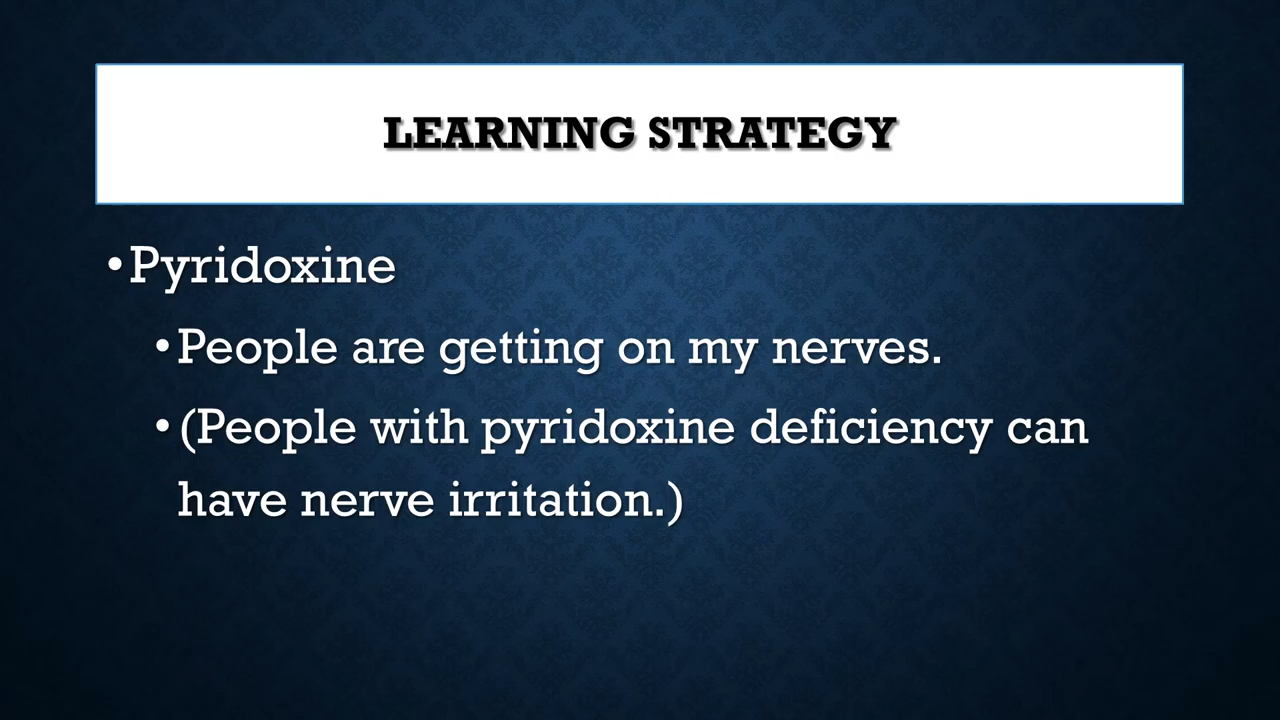 LEARNING STRATEGY
•Pyridoxine
•People are getting on my nerves.
•(People with pyridoxine deficiency can
have nerve irritation.)